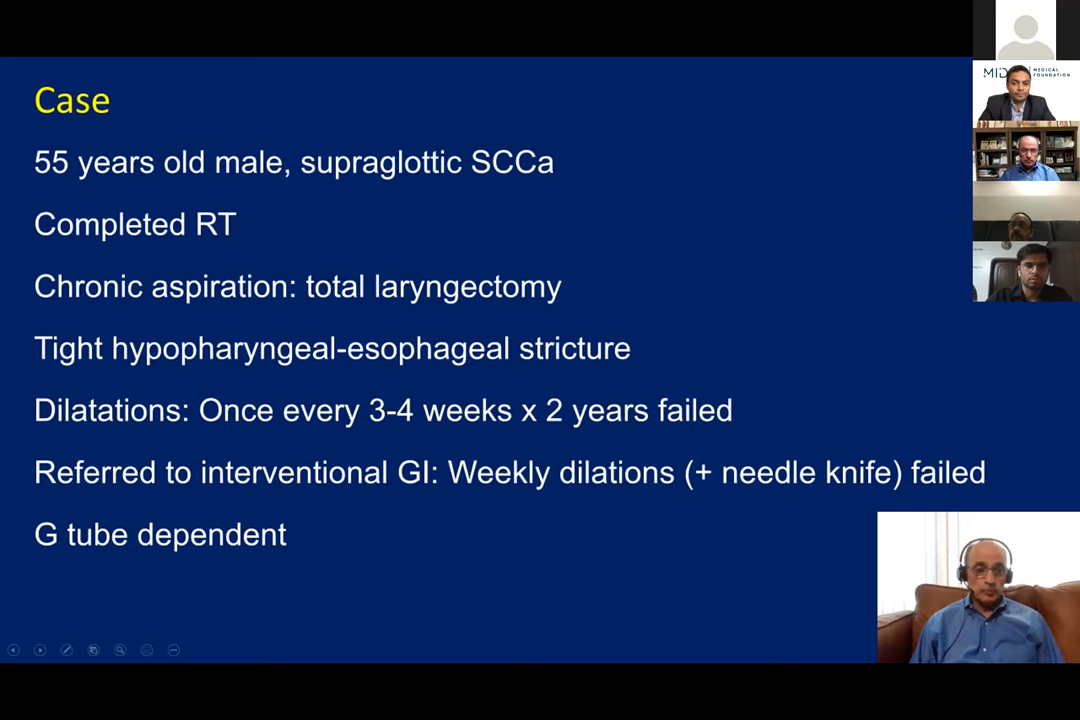 Case
55 years old male, supraglottic SCCa
Completed RT
Chronic aspiration: total laryngectomy
Tight hypopharyngeal-esophageal stricture
Dilatations: Once every 3-4 weeks x 2 years failed
Referred to interventional GI: Weekly dilations (+ needle knife) failed
G tube dependent
MEDICAL
FOUNDATION